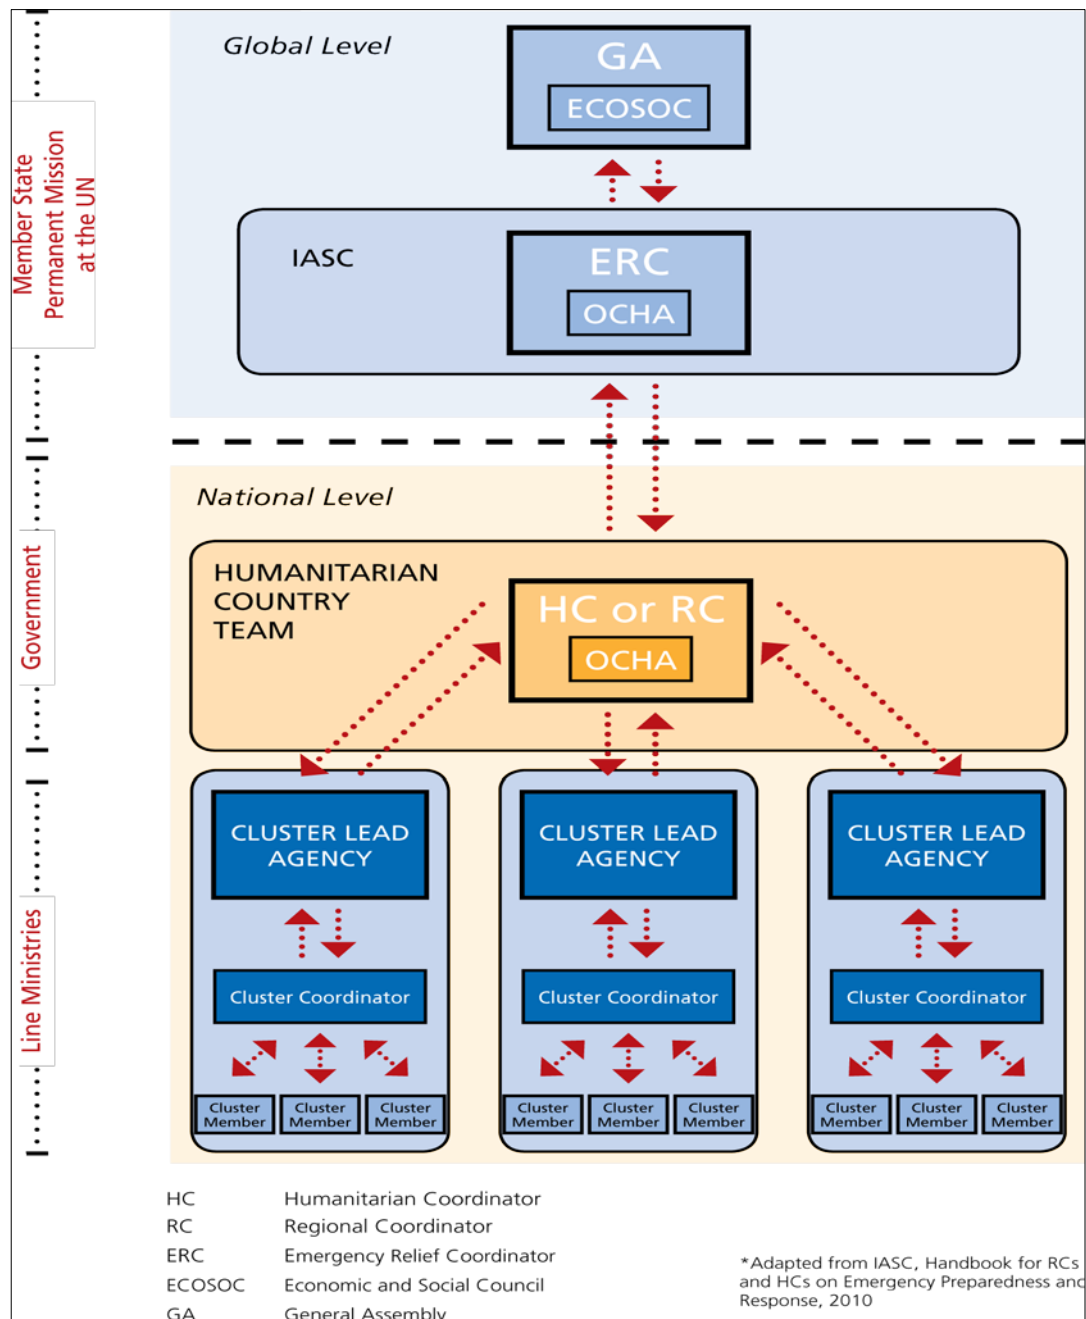 Global Level
GA
ECOSOC
Member State
Permanent Mission
at the UN
IASC
ERC
OCHA
National Level
Government
HUMANITARIAN
COUNTRY
TEAM
HC or RC
OCHA
Line Ministries
CLUSTER LEAD
AGENCY
CLUSTER LEAD
AGENCY
CLUSTER LEAD
AGENCY
Cluster Coordinator
Cluster Coordinator
Cluster Coordinator
Cluster
Member
Cluster
Member
Cluster
Member
Cluster
Member
Cluster
Member
Cluster
Member
Cluster
Member
Cluster
Member
Cluster
Member
HC Humanitarian Coordinator
RC Regional Coordinator
ERC Emergency Relief Coordinator
ECOSOC Economic and Social Council
GA General Assembly
*Adapted from IASC, Handbook for RCs
and HCs on Emergency Preparedness and
Response, 2010